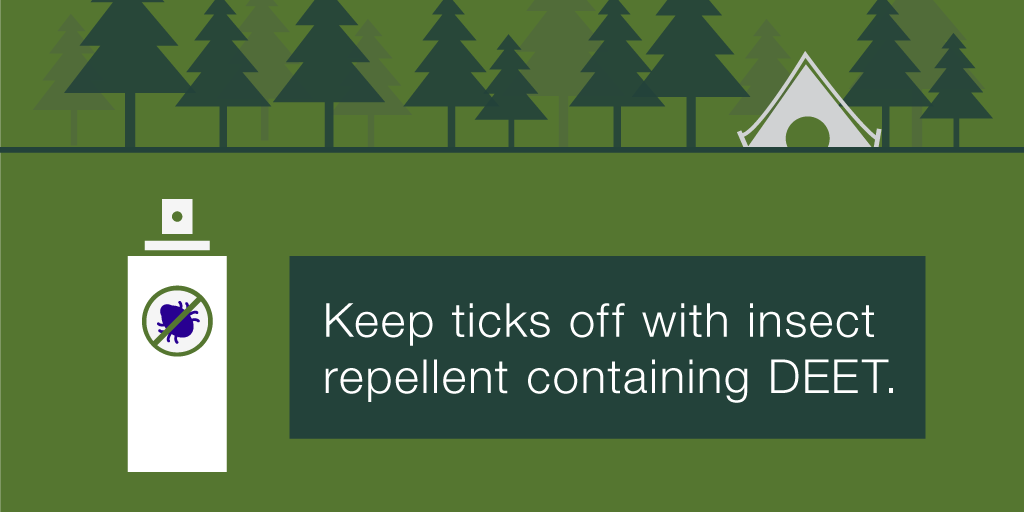 Keep ticks off with insect
repellent containing DEET.